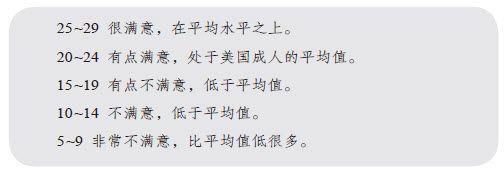 25~29 很满意，在平均水平之上。
20~24 有点满意，处于美国成人的平均值。
15~19 有点不满意，低于平均值。
10~14 不满意，低于平均值。
5~9 非常不满意，比平均值低很多。